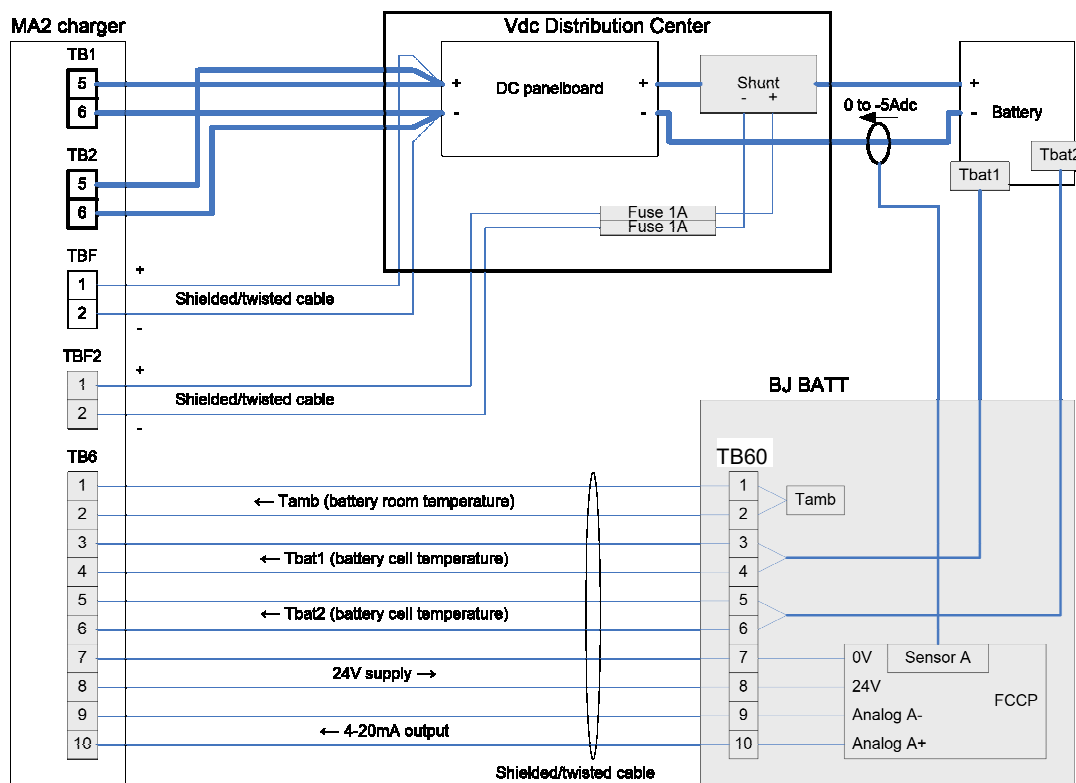 MA2 charger
Vdc Distribution Center
TB1
5
6
+
-
DC panelboard
+
-
Shunt
- +
0 to -5Adc
+
-
Battery
Tbat1
Tbat2
TB2
5
6
Fuse 1A
Fuse 1A
TBF
1
2
+
Shielded/twisted cable
-
TBF2
1
2
+
Shielded/twisted cable
-
BJ BATT
TB6
1
2
3
4
5
6
7
8
9
10
← Tamb (battery room temperature)
← Tbat1 (battery cell temperature)
← Tbat2 (battery cell temperature)
24V supply →
← 4-20mA output
Shielded/twisted cable
TB60
1
2
3
4
5
6
7
8
9
10
Tamb
0V
Sensor A
24V
FCCP
Analog A-
Analog A+